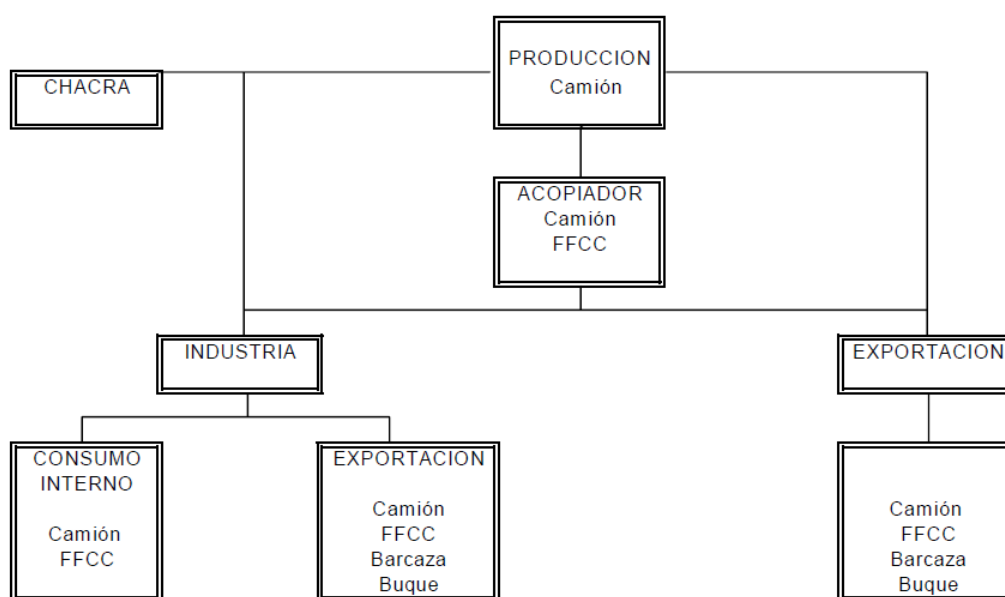 PRODUCCION
Camión
CHACRA
ACOPIADOR
Camión
FFCC
INDUSTRIA
EXPORTACION
CONSUMO
INTERNO
Camión
FFCC
EXPORTACION
Camión
FFCC
Barcaza
Buque
Camión
FFCC
Barcaza
Buque